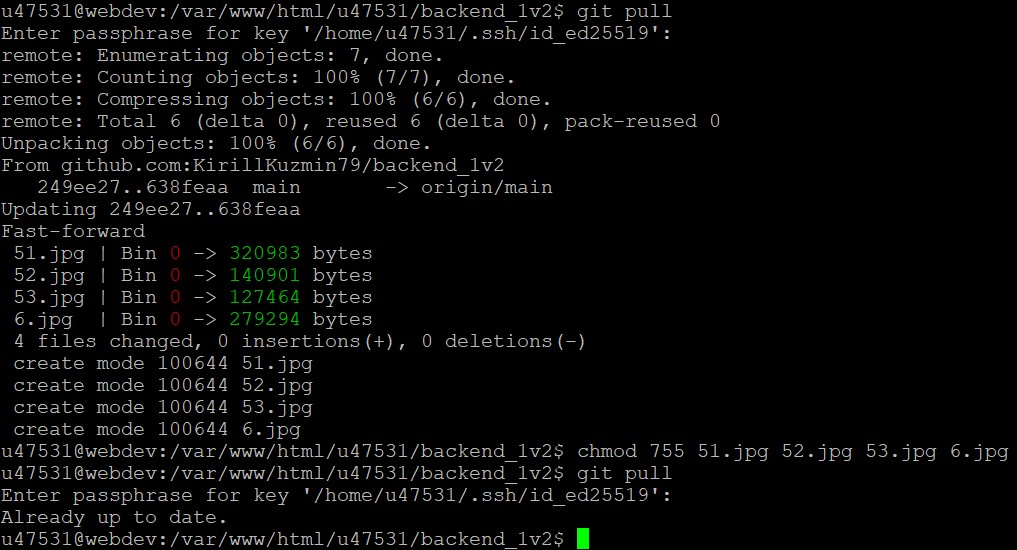 u47531@webdev:/var/www/html/u47531/backend_1v2$ git pull
Enter passphrase for key '/home/u47531/.ssh/id_ed25519':
remote: Enumerating objects: 7, done.
remote: Counting objects: 100% (7/7), done.
remote: Compressing objects: 100% (6/6), done.
remote: Total 6 (delta 0), reused 6 (delta 0), pack-reused 0
Unpacking objects: 100% (6/6), done.
From github.com:KirillKuzmin79/backend_1v2
   249ee27..638feaa  main       -> origin/main
Updating 249ee27..638feaa
Fast-forward
 51.jpg | Bin 0 -> 320983 bytes
 52.jpg | Bin 0 -> 140901 bytes
 53.jpg | Bin 0 -> 127464 bytes
 6.jpg  | Bin 0 -> 279294 bytes
 4 files changed, 0 insertions(+), 0 deletions(-)
 create mode 100644 51.jpg
 create mode 100644 52.jpg
 create mode 100644 53.jpg
 create mode 100644 6.jpg
u47531@webdev:/var/www/html/u47531/backend_1v2$ chmod 755 51.jpg 52.jpg 53.jpg 6.jpg
u47531@webdev:/var/www/html/u47531/backend_1v2$ git pull
Enter passphrase for key '/home/u47531/.ssh/id_ed25519':
Already up to date.
u47531@webdev:/var/www/html/u47531/backend_1v2$